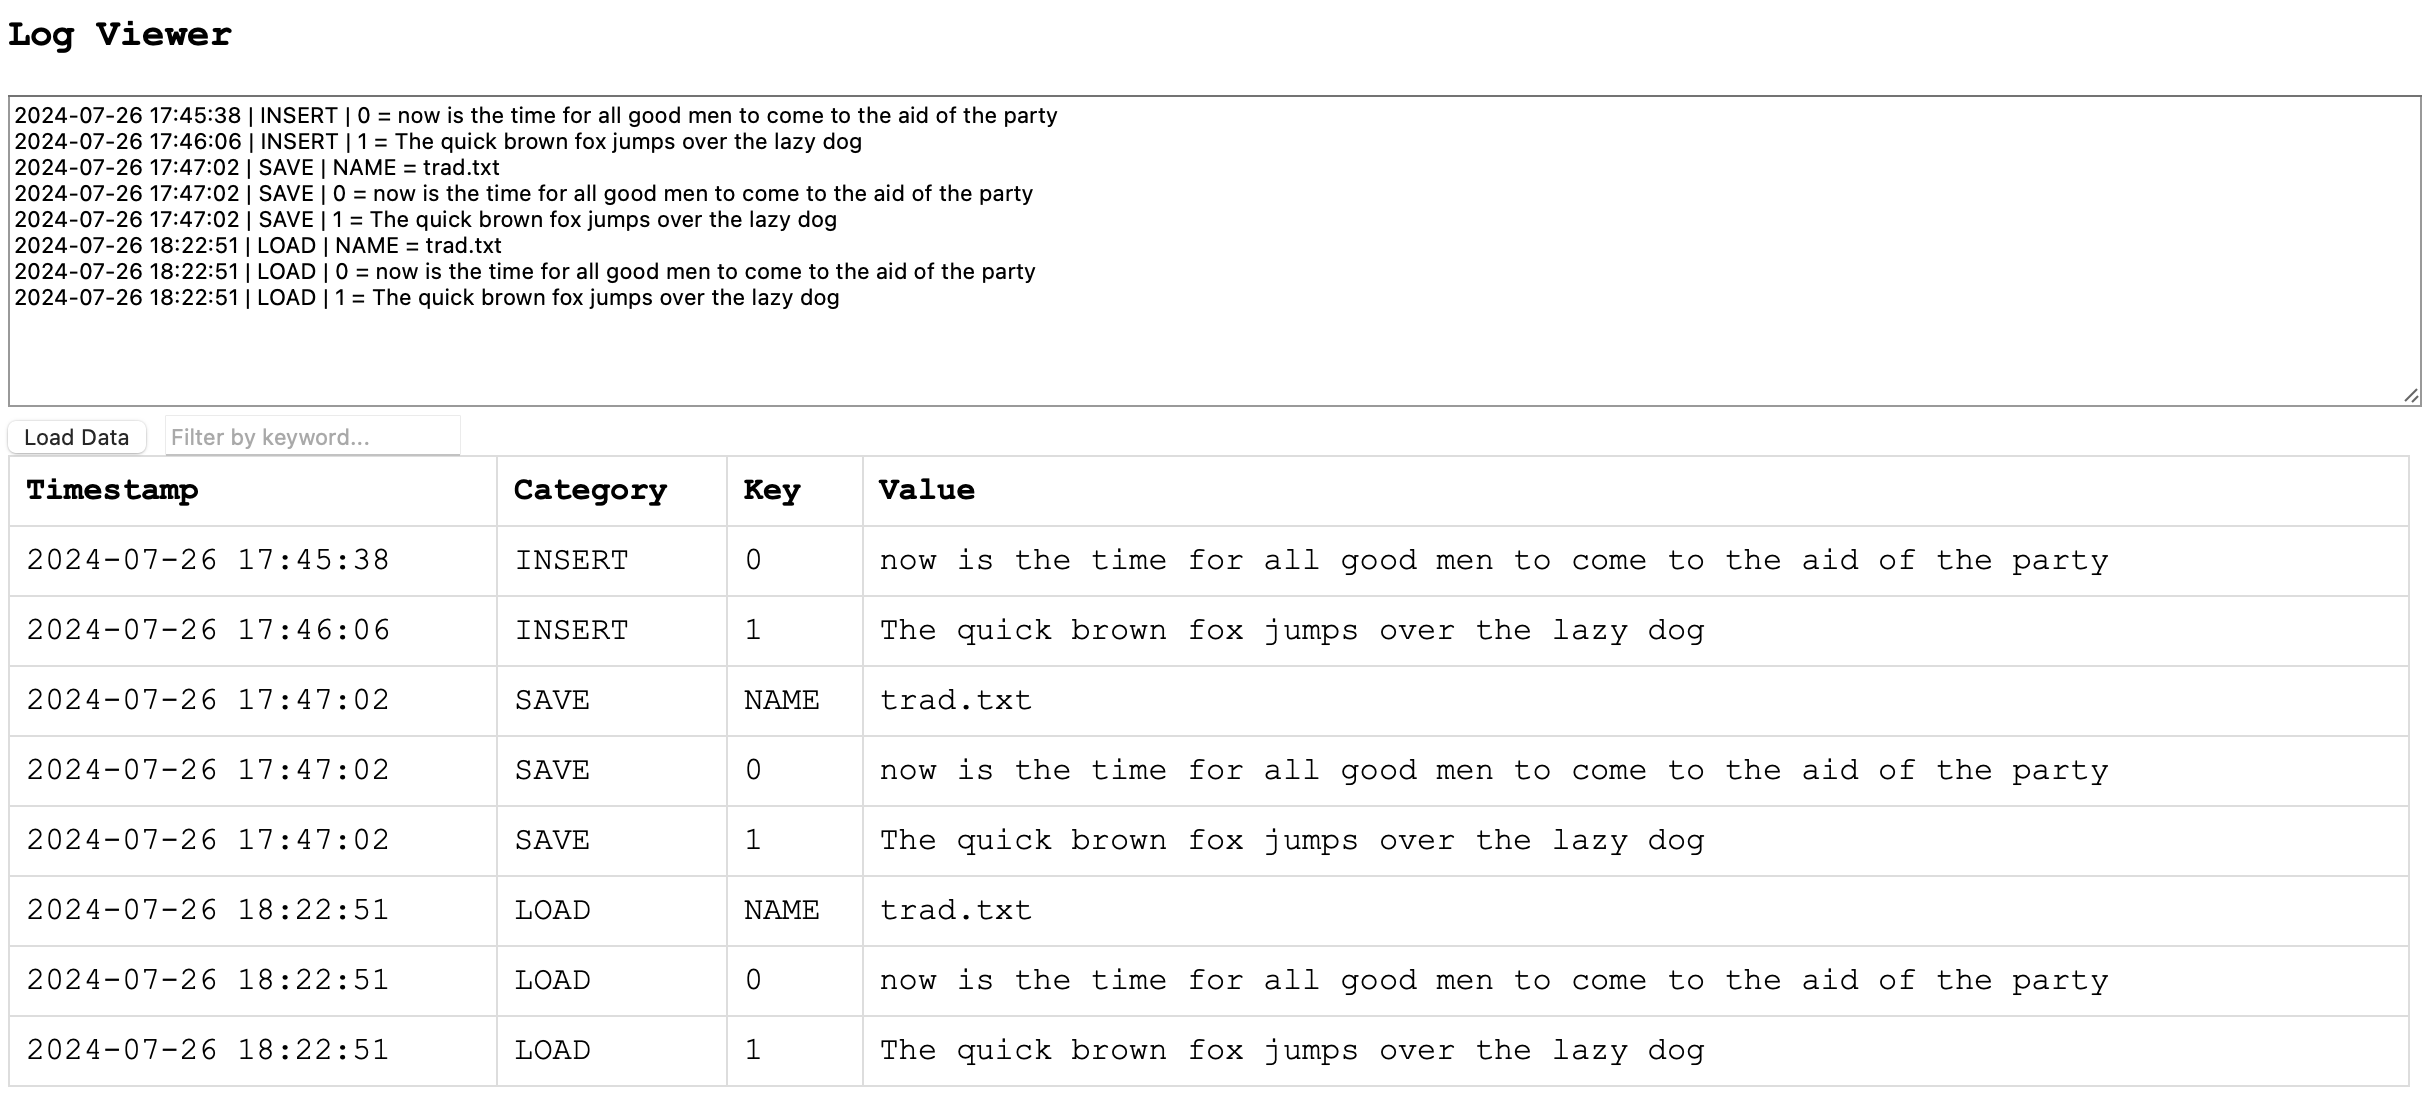 Log Viewer
2024-07-26 17:45:38 | INSERT | 0 = now is the time for all good men to come to the aid of the party
2024-07-26 17:46:06 | INSERT | 1 = The quick brown fox jumps over the lazy dog
2024-07-26 17:47:02 | SAVE | NAME = trad.txt
2024-07-26 17:47:02 | SAVE | 0 = now is the time for all good men to come to the aid of the party
2024-07-26 17:47:02 | SAVE | 1 = The quick brown fox jumps over the lazy dog
2024-07-26 18:22:51 | LOAD | NAME = trad.txt
2024-07-26 18:22:51 | LOAD | 0 = now is the time for all good men to come to the aid of the party
2024-07-26 18:22:51 | LOAD | 1 = The quick brown fox jumps over the lazy dog
Load Data Filter by keyword...
Timestamp Category Key Value
2024-07-26 17:45:38 INSERT 0 now is the time for all good men to come to the aid of the party
2024-07-26 17:46:06 INSERT 1 The quick brown fox jumps over the lazy dog
2024-07-26 17:47:02 SAVE NAME trad.txt
2024-07-26 17:47:02 SAVE 0 now is the time for all good men to come to the aid of the party
2024-07-26 17:47:02 SAVE 1 The quick brown fox jumps over the lazy dog
2024-07-26 18:22:51 LOAD NAME trad.txt
2024-07-26 18:22:51 LOAD 0 now is the time for all good men to come to the aid of the party
2024-07-26 18:22:51 LOAD 1 The quick brown fox jumps over the lazy dog